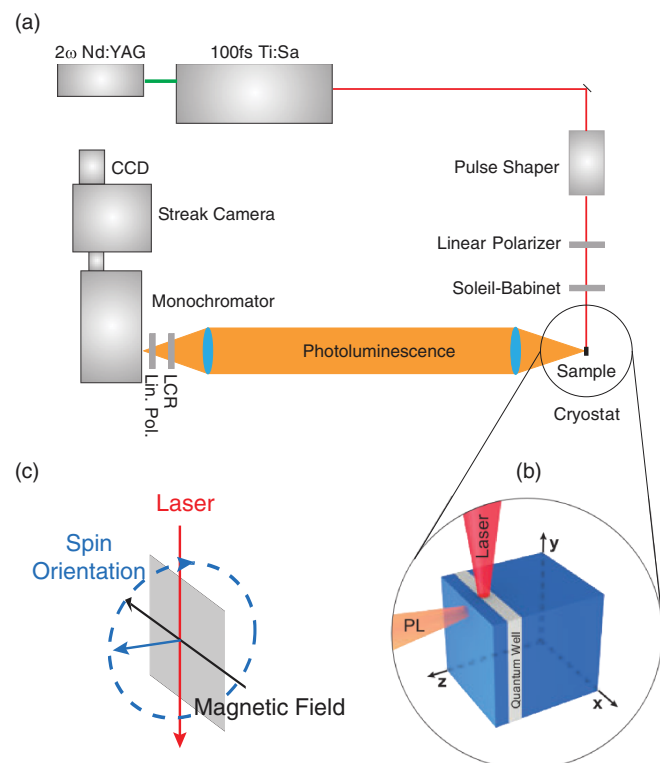 (a)
2ω Nd:YAG
100fs Ti:Sa
CCD
Streak Camera
Monochromator
Lin. Pol.
LCR
Photoluminescence
Pulse Shaper
Linear Polarizer
Soleil-Babinet
Sample
Cryostat
(c)
Laser
Spin
Orientation
Magnetic Field
(b)
Laser
y
PL
Quantum Well
z
x